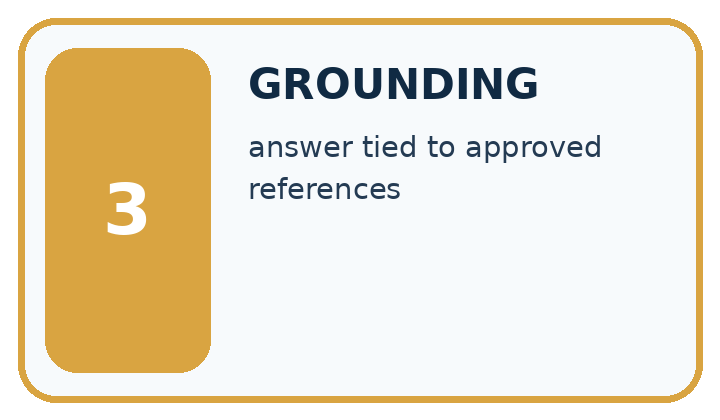 3
GROUNDING
answer tied to approved
references